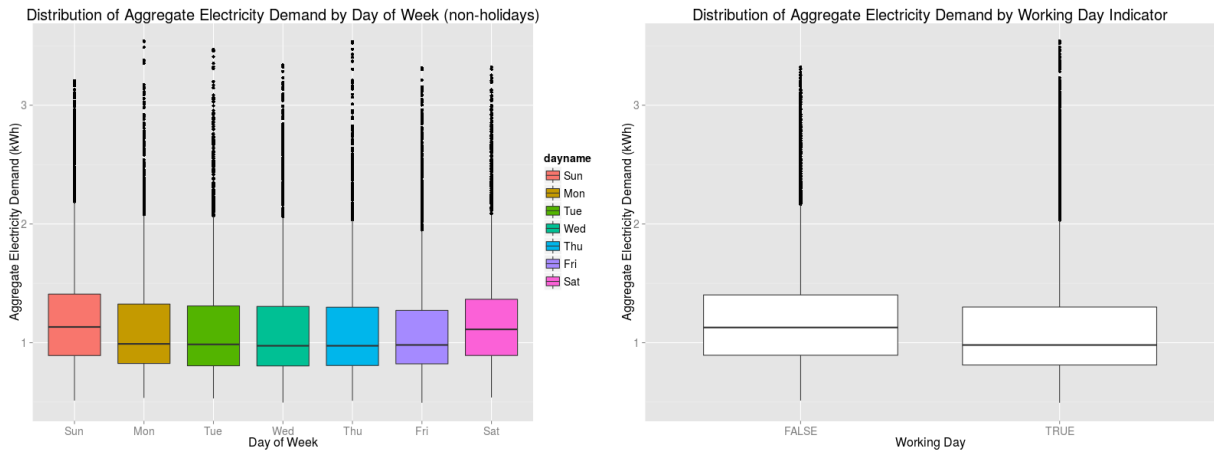 Distribution of Aggregate Electricity Demand by Day of Week (non-holidays)
Aggregate Electricity Demand (kWh)
3
2
1
Sun Mon Tue Wed Thu Fri Sat
Day of Week
dayname
Sun
Mon
Tue
Wed
Thu
Fri
Sat
Distribution of Aggregate Electricity Demand by Working Day Indicator
Aggregate Electricity Demand (kWh)
3
2
1
FALSE TRUE
Working Day